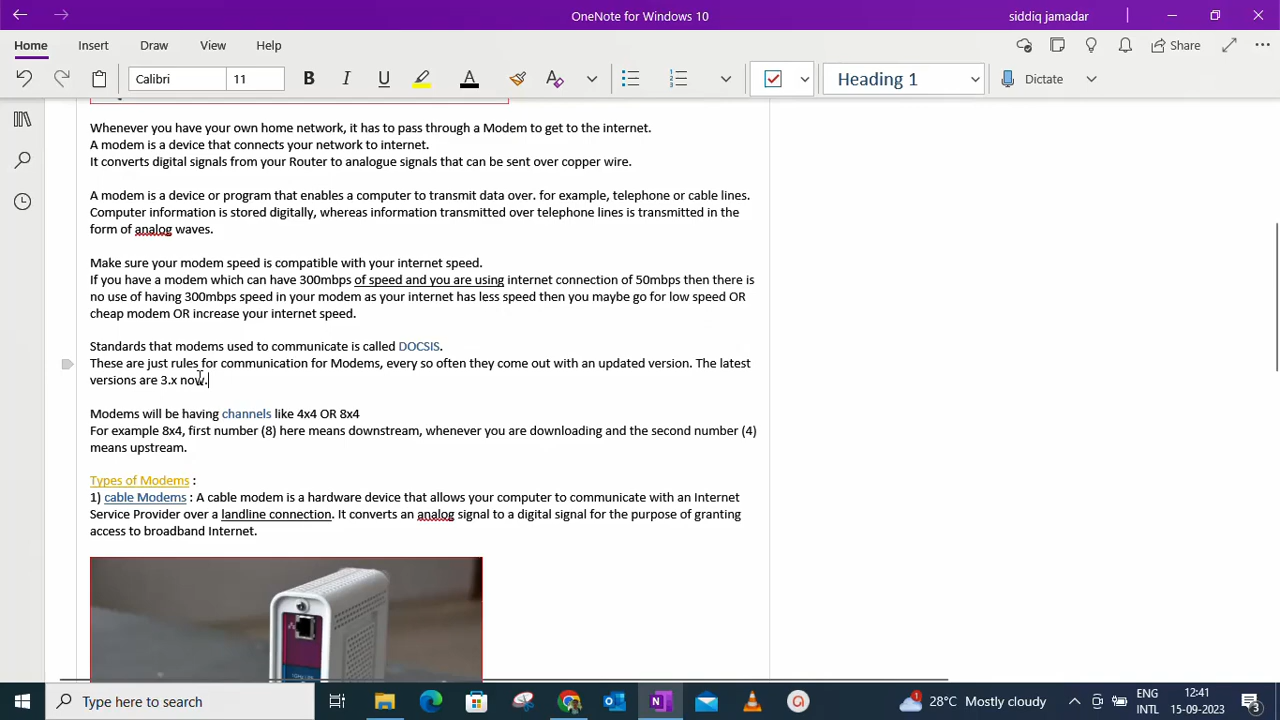 OneNote for Windows 10
siddiq jamadar
Home Insert Draw View Help
Share
Calibri 11 B I U A Heading 1 Dictate
Whenever you have your own home network, it has to pass through a Modem to get to the internet.
A modem is a device that connects your network to internet.
It converts digital signals from your Router to analogue signals that can be sent over copper wire.
A modem is a device or program that enables a computer to transmit data over. for example, telephone or cable lines.
Computer information is stored digitally, whereas information transmitted over telephone lines is transmitted in the
form of analog waves.
Make sure your modem speed is compatible with your internet speed.
If you have a modem which can have 300mbps of speed and you are using internet connection of 50mbps then there is
no use of having 300mbps speed in your modem as your internet has less speed then you maybe go for low speed OR
cheap modem OR increase your internet speed.
Standards that modems used to communicate is called DOCSIS.
These are just rules for communication for Modems, every so often they come out with an updated version. The latest
versions are 3.x now.
Modems will be having channels like 4x4 OR 8x4
For example 8x4, first number (8) here means downstream, whenever you are downloading and the second number (4)
means upstream.
Types of Modems :
1) cable Modems : A cable modem is a hardware device that allows your computer to communicate with an Internet
Service Provider over a landline connection. It converts an analog signal to a digital signal for the purpose of granting
access to broadband Internet.
Type here to search
28°C Mostly cloudy
ENG
INTL
12:41
15-09-2023
3